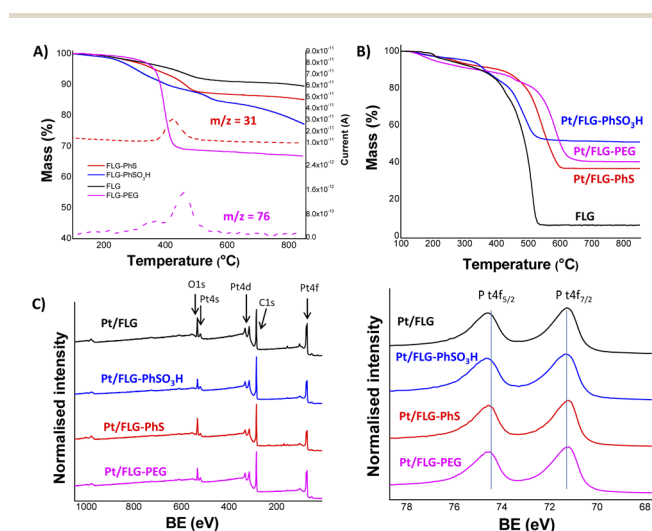 A)
100
90
80
70
60
50
40
Mass (%)
m/z = 31
FLG-PhS
FLG-PhSO3H
FLG
FLG-PEG
m/z = 76
9.0x10⁻¹¹
8.0x10⁻¹¹
7.0x10⁻¹¹
6.0x10⁻¹¹
5.0x10⁻¹¹
4.0x10⁻¹¹
3.0x10⁻¹¹
2.0x10⁻¹¹
1.0x10⁻¹¹
2.4x10⁻¹²
1.6x10⁻¹²
8.0x10⁻¹³
0.0
Current (A)
200 400 600 800
Temperature (°C)
B)
100
80
60
40
20
0
Mass (%)
Pt/FLG-PhSO₃H
Pt/FLG-PEG
Pt/FLG-PhS
FLG
100 200 300 400 500 600 700 800 900
Temperature (°C)
C)
O1s
Pt4s
Pt4d
C1s
Pt4f
Pt/FLG
Pt/FLG-PhSO₃H
Pt/FLG-PhS
Pt/FLG-PEG
Normalised intensity
1000 800 600 400 200
BE (eV)
P t4f₅/₂ P t4f₇/₂
Pt/FLG
Pt/FLG-PhSO₃H
Pt/FLG-PhS
Pt/FLG-PEG
Normalised intensity
78 76 74 72 70 68
BE (eV)